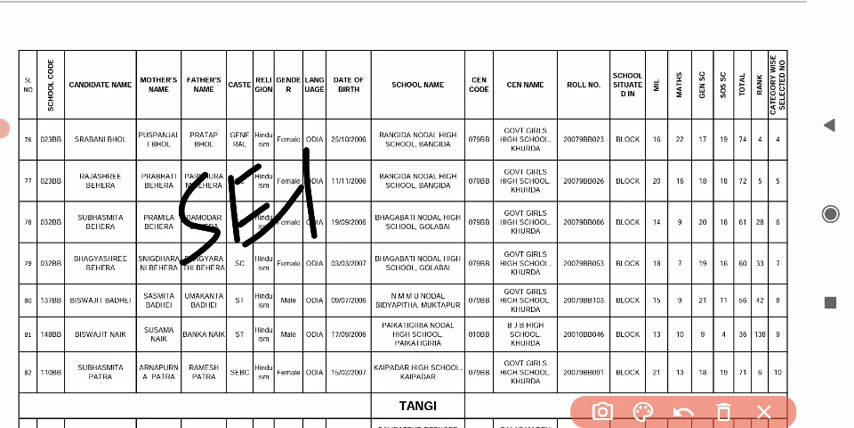 SL NO SCHOOL CODE CANDIDATE NAME MOTHER'S NAME FATHER'S NAME CASTE RELIGION GENDER LANGUAGE DATE OF BIRTH SCHOOL NAME CEN CODE CEN NAME ROLL NO. SCHOOL SITUATED IN MIL MATHS GEN SC SOS SC TOTAL RANK CATEGORY WISE SELECTED NO
76 023BB SRABANI BHOL PUSPANJALI BHOL PRATAP BHOL GENERAL Hinduism Female ODIA 25/10/2006 BANGIDA NODAL HIGH SCHOOL, BANGIDA 079BB GOVT GIRLS HIGH SCHOOL, KHURDA 20079BB023 BLOCK 16 22 17 19 74 4 4
77 023BB RAJASHREE BEHERA PRABHATI BEHERA BEHERA Hinduism Female ODIA 11/11/2006 BANGIDA NODAL HIGH SCHOOL, BANGIDA 079BB GOVT GIRLS HIGH SCHOOL, KHURDA 20079BB026 BLOCK 20 16 18 18 72 5 5
78 032BB SUBHASMITA BEHERA PRAMILA BEHERA DAMODAR Hinduism Female ODIA 19/09/2006 BHAGABATI NODAL HIGH SCHOOL, GOLABAI 079BB GOVT GIRLS HIGH SCHOOL, KHURDA 20079BB066 BLOCK 14 9 20 18 61 28 6
79 032BB BHAGYASHREE BEHERA SNIGDHARANI BEHERA BEHERA SC Hinduism Female ODIA 03/03/2007 BHAGABATI NODAL HIGH SCHOOL, GOLABAI 079BB GOVT GIRLS HIGH SCHOOL, KHURDA 20079BB053 BLOCK 18 7 19 16 60 33 7
80 137BB BISWAJIT BADHEI SASMITA BADHEI UMAKANTA BADHEI ST Hinduism Male ODIA 09/07/2006 N M M U NODAL BIDYAPITHA, MUKTAPUR 079BB GOVT GIRLS HIGH SCHOOL, KHURDA 20079BB103 BLOCK 15 9 21 11 56 42 8
81 148BB BISWAJIT NAIK SUSAMA NAIK BANKA NAIK ST Hinduism Male ODIA 17/09/2006 PAIKATIGIRIA NODAL HIGH SCHOOL, PAIKATIGIRIA 010BB B J B HIGH SCHOOL, KHURDA 20010BB046 BLOCK 13 10 9 4 36 138 9
82 110BB SUBHASMITA PATRA ARNAPURNA PATRA RAMESH PATRA SEBC Hinduism Female ODIA 15/02/2007 KAIPADAR HIGH SCHOOL, KAIPADAR 079BB GOVT GIRLS HIGH SCHOOL, KHURDA 20079BB091 BLOCK 21 13 18 19 71 6 10
TANGI